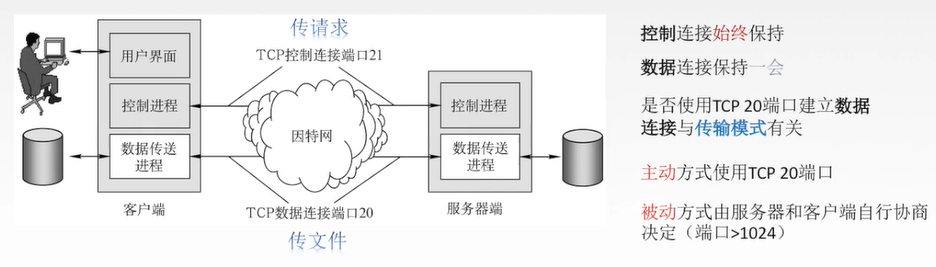 传请求
TCP控制连接端口21
用户界面
控制进程
数据传送
进程
因特网
控制进程
数据传送
进程
客户端
TCP数据连接端口20
服务器端
传文件
控制连接始终保持
数据连接保持一会
是否使用TCP 20端口建立数据
连接与传输模式有关
主动方式使用TCP 20端口
被动方式由服务器和客户端自行协商
决定（端口>1024）